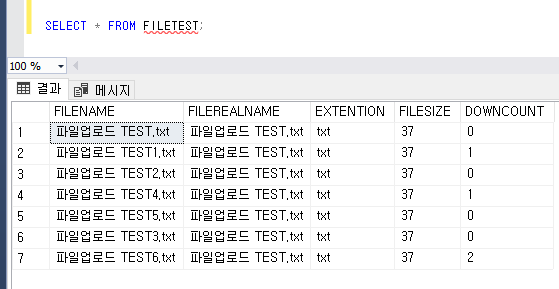 SELECT * FROM FILETEST;
100 %
결과 메시지
FILENAME FILEREALNAME EXTENTION FILESIZE DOWNCOUNT
1 파일업로드 TEST.txt 파일업로드 TEST.txt txt 37 0
2 파일업로드 TEST1.txt 파일업로드 TEST.txt txt 37 1
3 파일업로드 TEST2.txt 파일업로드 TEST.txt txt 37 0
4 파일업로드 TEST4.txt 파일업로드 TEST.txt txt 37 1
5 파일업로드 TEST5.txt 파일업로드 TEST.txt txt 37 0
6 파일업로드 TEST3.txt 파일업로드 TEST.txt txt 37 0
7 파일업로드 TEST6.txt 파일업로드 TEST.txt txt 37 2